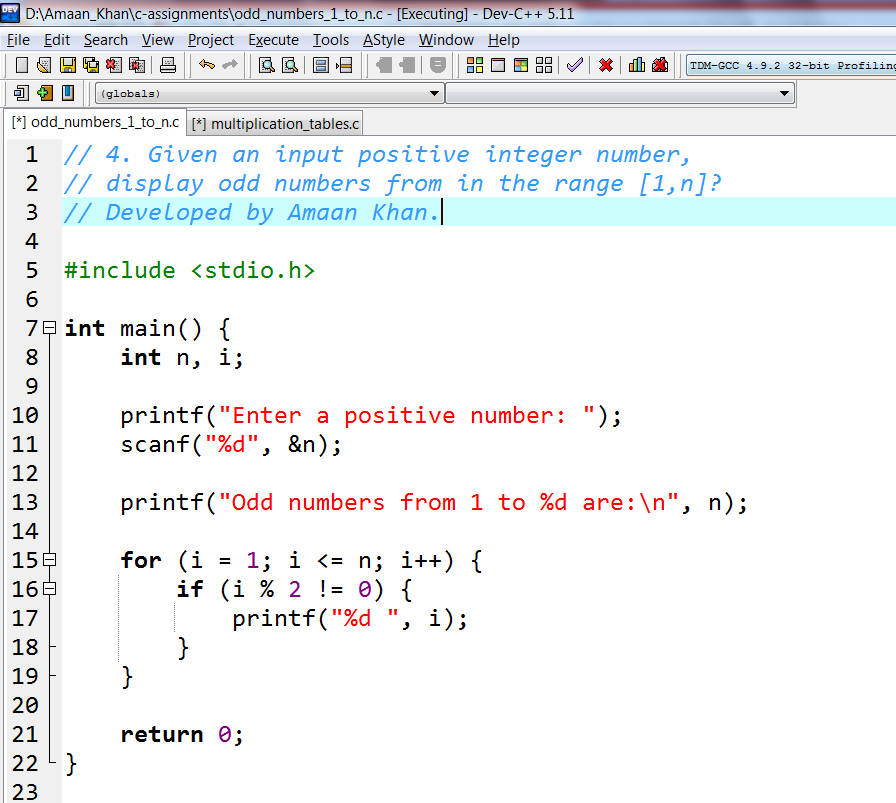 D:\Amaan_Khan\c-assignments\odd_numbers_1_to_n.c - [Executing] - Dev-C++ 5.11
File Edit Search View Project Execute Tools AStyle Window Help
TDM-GCC 4.9.2 32-bit Profiling
(globals)
[*] odd_numbers_1_to_n.c [*] multiplication_tables.c
1 // 4. Given an input positive integer number,
2 // display odd numbers from in the range [1,n]?
3 // Developed by Amaan Khan.
4
5 #include <stdio.h>
6
7 int main() {
8     int n, i;
9
10     printf("Enter a positive number: ");
11     scanf("%d", &n);
12
13     printf("Odd numbers from 1 to %d are:\n", n);
14
15     for (i = 1; i <= n; i++) {
16         if (i % 2 != 0) {
17             printf("%d ", i);
18         }
19     }
20
21     return 0;
22 }
23